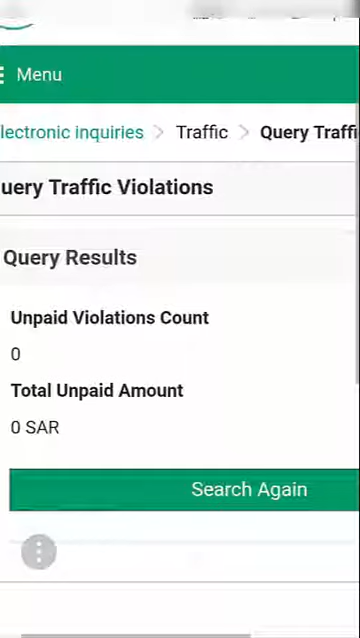 Menu
lectronic inquiries > Traffic > Query Traffi
uery Traffic Violations
Query Results
Unpaid Violations Count
0
Total Unpaid Amount
0 SAR
Search Again